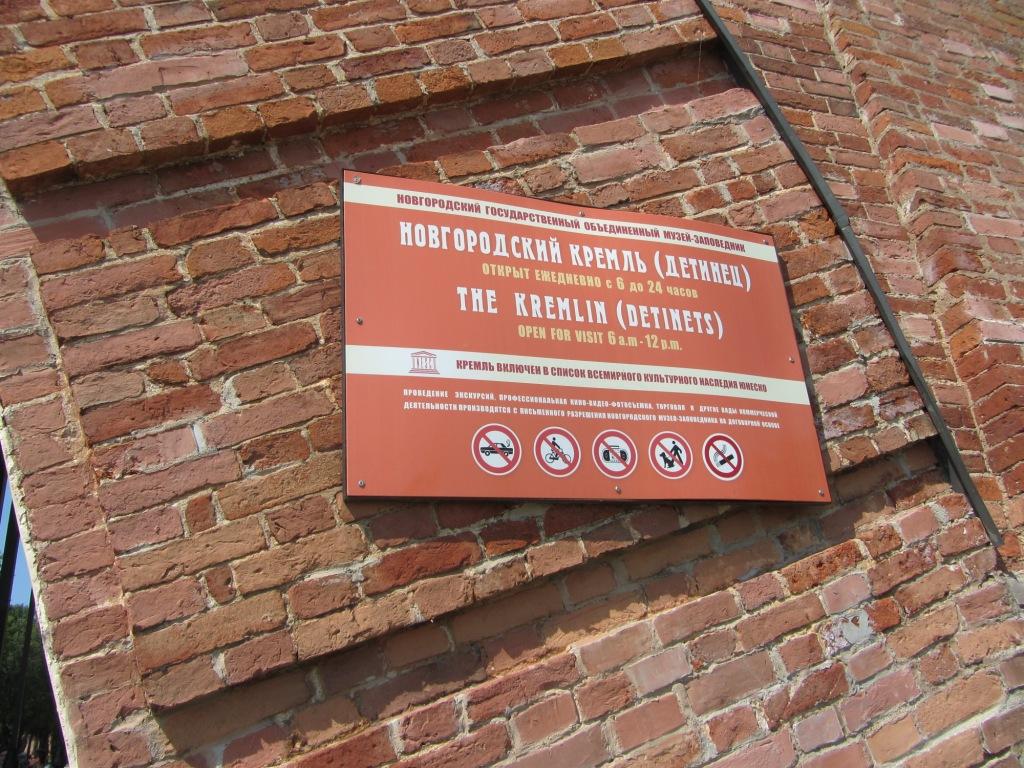 НОВГОРОДСКИЙ ГОСУДАРСТВЕННЫЙ ОБЪЕДИНЕННЫЙ МУЗЕЙ-ЗАПОВЕДНИК
НОВГОРОДСКИЙ КРЕМЛЬ (ДЕТИНЕЦ)
ОТКРЫТ ЕЖЕДНЕВНО с 6 до 24 часов
THE KREMLIN (DETINETS)
OPEN FOR VISIT 6 a.m - 12 p.m.
КРЕМЛЬ ВКЛЮЧЕН В СПИСОК ВСЕМИРНОГО КУЛЬТУРНОГО НАСЛЕДИЯ ЮНЕСКО
ПРОВЕДЕНИЕ ЭКСКУРСИЙ, ПРОФЕССИОНАЛЬНАЯ КИНО-ВИДЕО-ФОТОСЪЕМКА, ТОРГОВАЯ И ДРУГИЕ ВИДЫ КОММЕРЧЕСКОЙ
ДЕЯТЕЛЬНОСТИ ПРОИЗВОДЯТСЯ С ПИСЬМЕННОГО РАЗРЕШЕНИЯ НОВГОРОДСКОГО МУЗЕЯ-ЗАПОВЕДНИКА НА ДОГОВОРНОЙ ОСНОВЕ